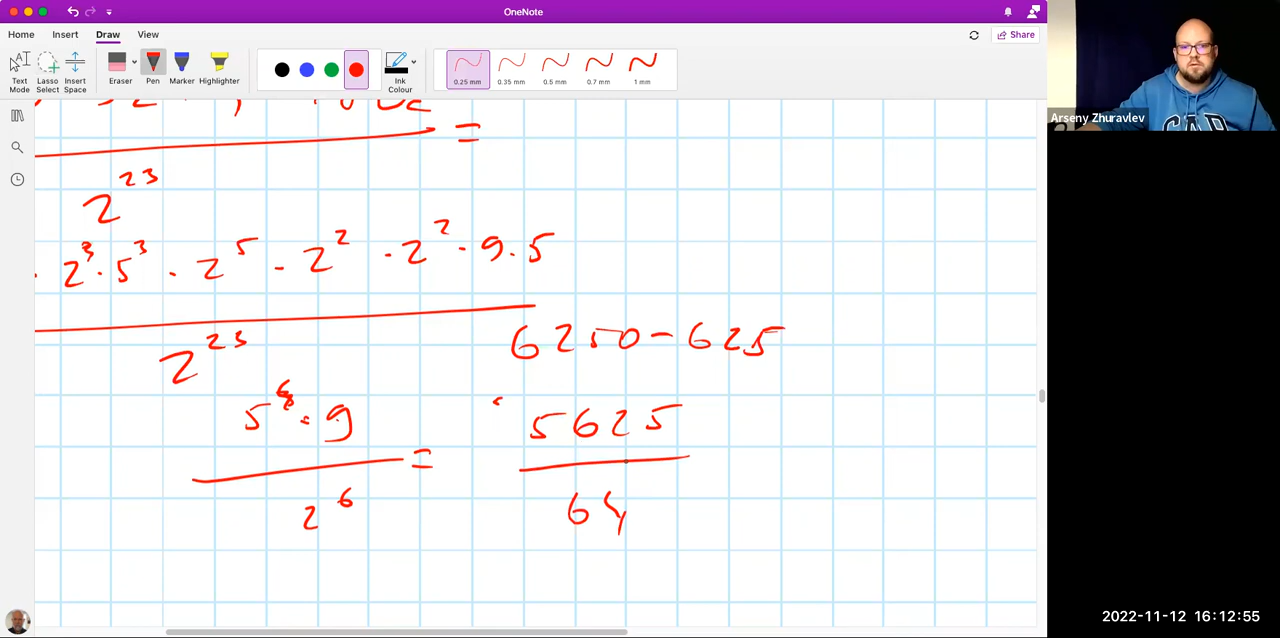 OneNote
Home Insert Draw View
Share
Text Mode Lasso Select Insert Space Eraser Pen Marker Highlighter Ink Colour 0.25 mm 0.35 mm 0.5 mm 0.7 mm 1 mm
Arseny Zhuravlev
=
2^23
· 2^3 · 5^3 · 2^5 · 2^2 · 2^2 · 9 · 5
2^23
6250 - 625
5 · 9 = 5625
2^6 64
2022-11-12 16:12:55